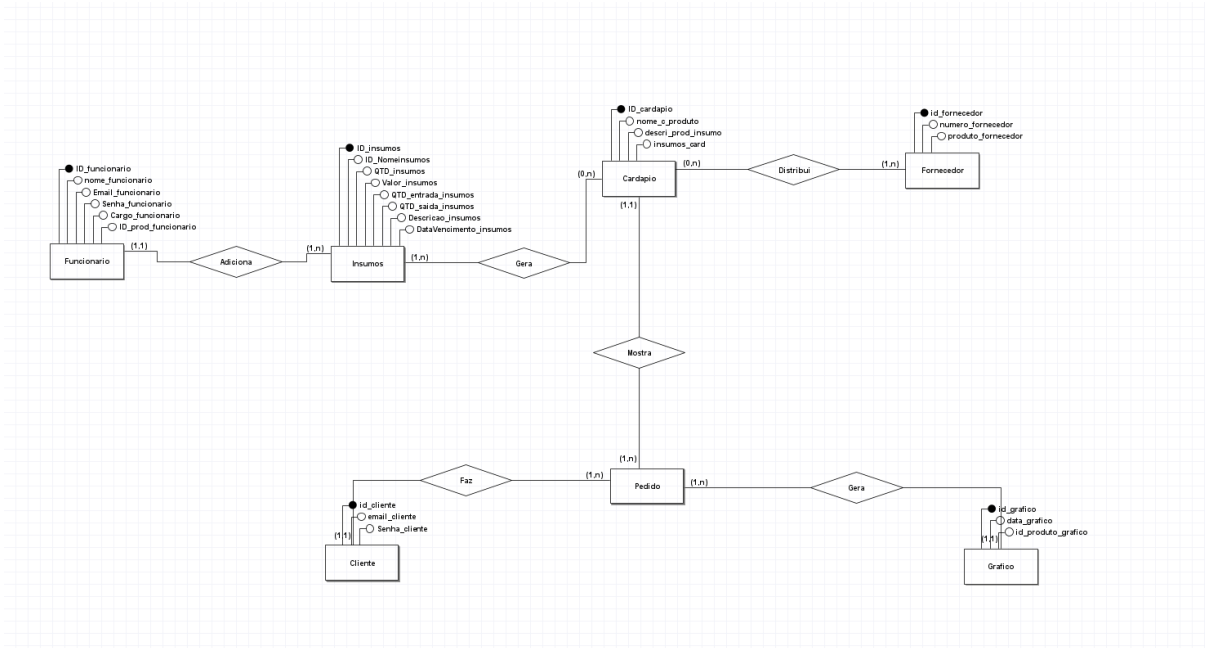 ID_cardapio
nome_c_produto
descri_prod_insumo
insumos_card
Cardapio
(0,n)
(0,n)
(1,1)
Distribui
(1,n)
id_fornecedor
numero_fornecedor
produto_fornecedor
Fornecedor
ID_insumos
ID_Nomeinsumos
QTD_insumos
Valor_insumos
QTD_entrada_insumos
QTD_saida_insumos
Descricao_insumos
DataVencimento_insumos
Insumos
(1,n)
(1,n)
Gera
ID_funcionario
nome_funcionario
Email_funcionario
Senha_funcionario
Cargo_funcionario
ID_prod_funcionario
Funcionario
(1,1)
Adiciona
Mostra
(1,n)
Faz
(1,n)
Pedido
(1,n)
Gera
id_cliente
email_cliente
Senha_cliente
(1,1)
Cliente
id_grafico
data_grafico
id_produto_grafico
(1,1)
Grafico